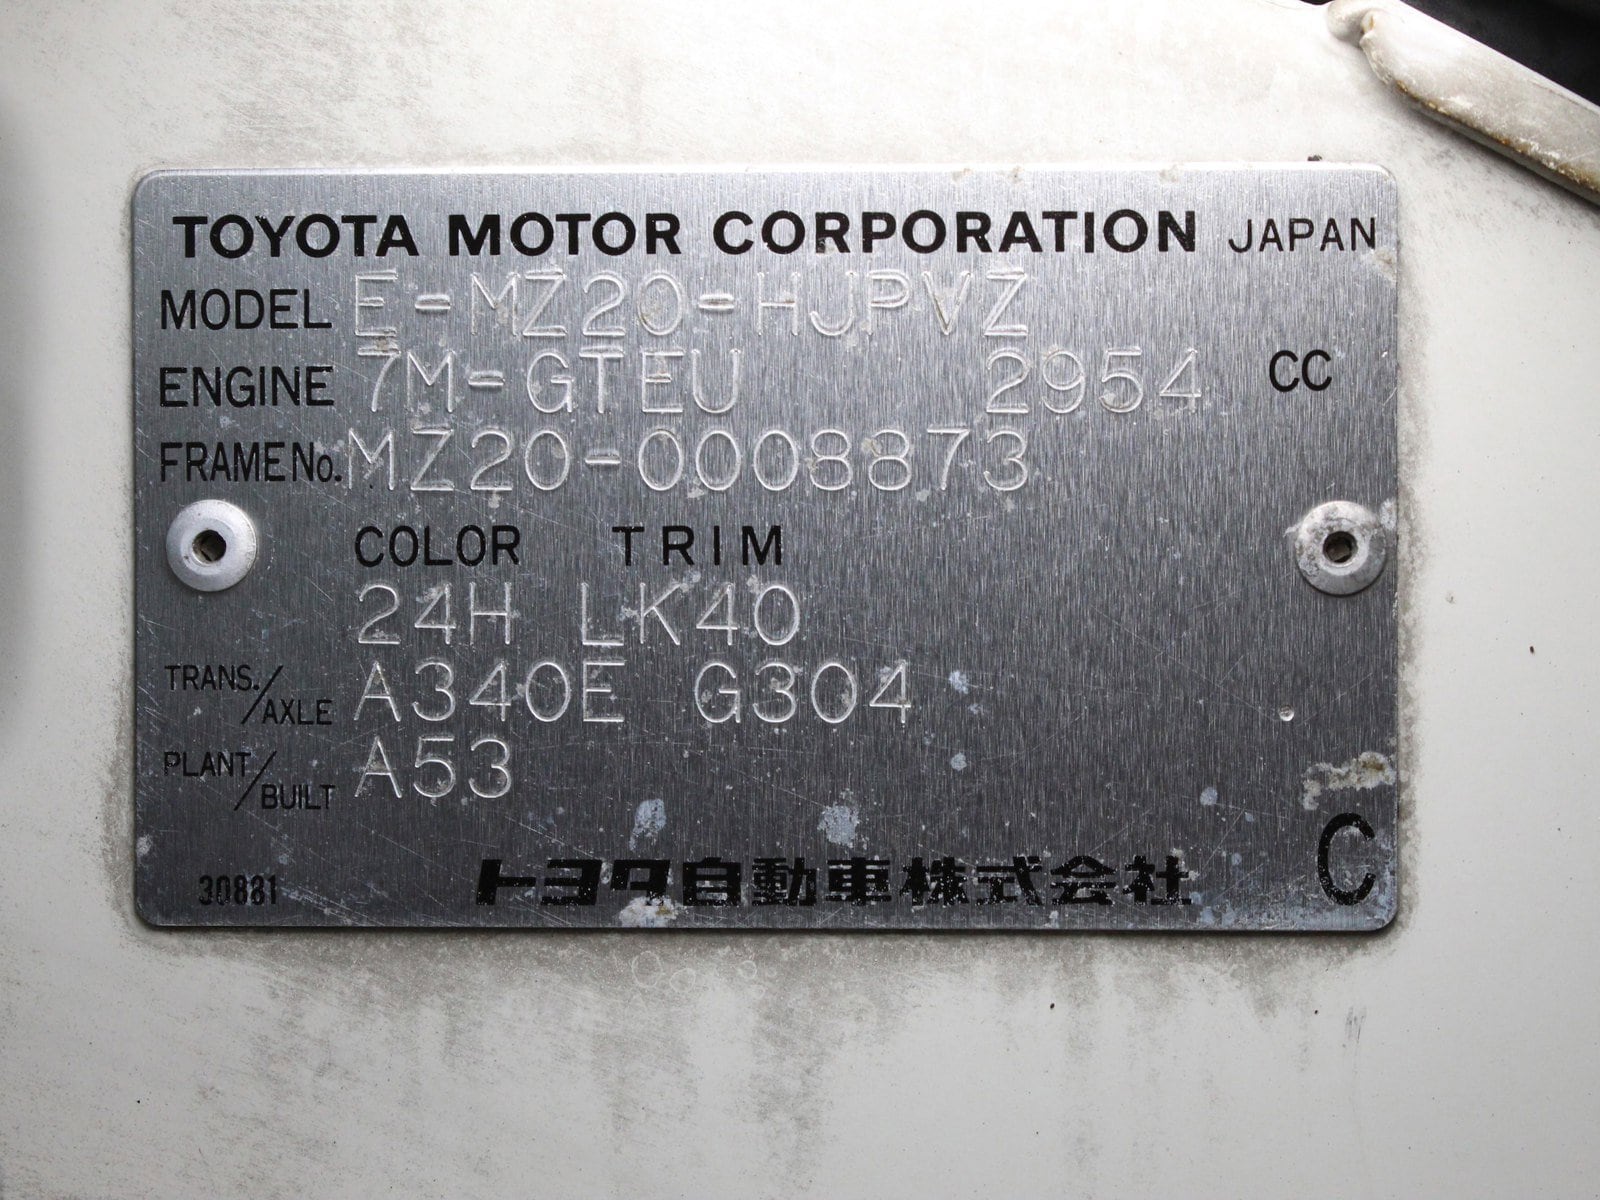 TOYOTA MOTOR CORPORATION JAPAN
MODEL E-MZ20-HJPVZ
ENGINE 7M-GTEU 2954 CC
FRAME No. MZ20-0008873
COLOR TRIM
24H LK40
TRANS./AXLE A340E G304
PLANT/BUILT A53
30881 トヨタ自動車株式会社 C